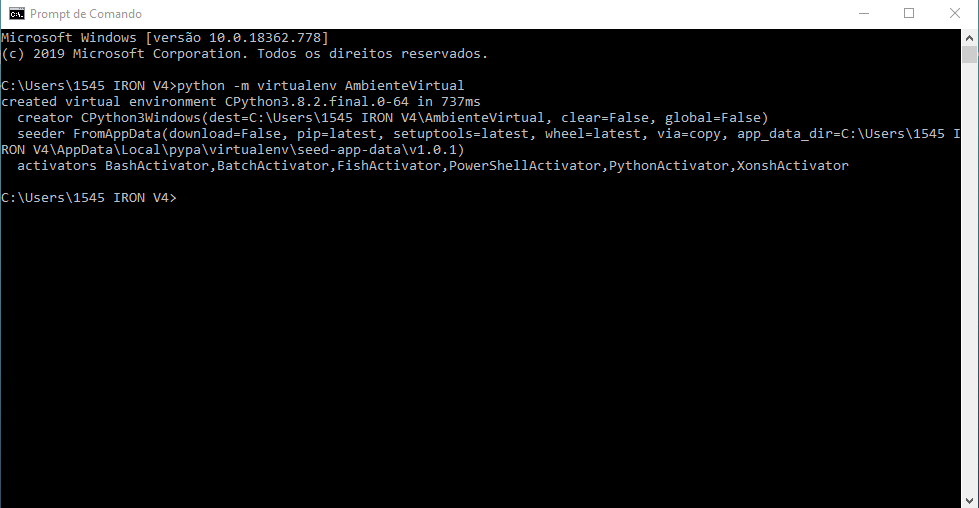 Prompt de Comando
Microsoft Windows [versão 10.0.18362.778]
(c) 2019 Microsoft Corporation. Todos os direitos reservados.
C:\Users\1545 IRON V4>python -m virtualenv AmbienteVirtual
created virtual environment CPython3.8.2.final.0-64 in 737ms
  creator CPython3Windows(dest=C:\Users\1545 IRON V4\AmbienteVirtual, clear=False, global=False)
  seeder FromAppData(download=False, pip=latest, setuptools=latest, wheel=latest, via=copy, app_data_dir=C:\Users\1545 I
RON V4\AppData\Local\pypa\virtualenv\seed-app-data\v1.0.1)
  activators BashActivator,BatchActivator,FishActivator,PowerShellActivator,PythonActivator,XonshActivator
C:\Users\1545 IRON V4>